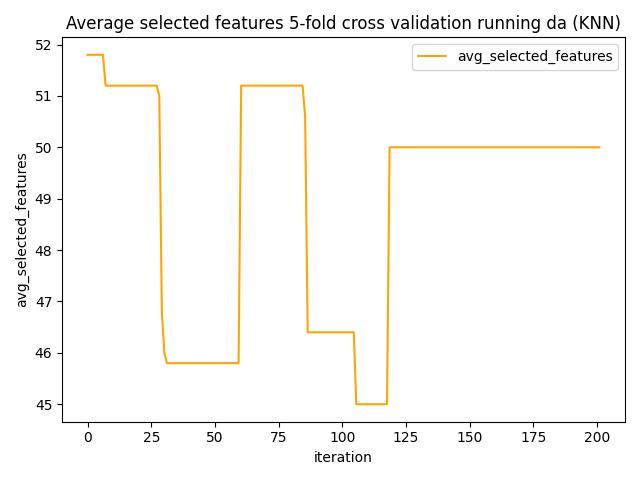 Average selected features 5-fold cross validation running da (KNN)
avg_selected_features
52
51
50
49
48
47
46
45
avg_selected_features
0 25 50 75 100 125 150 175 200
iteration